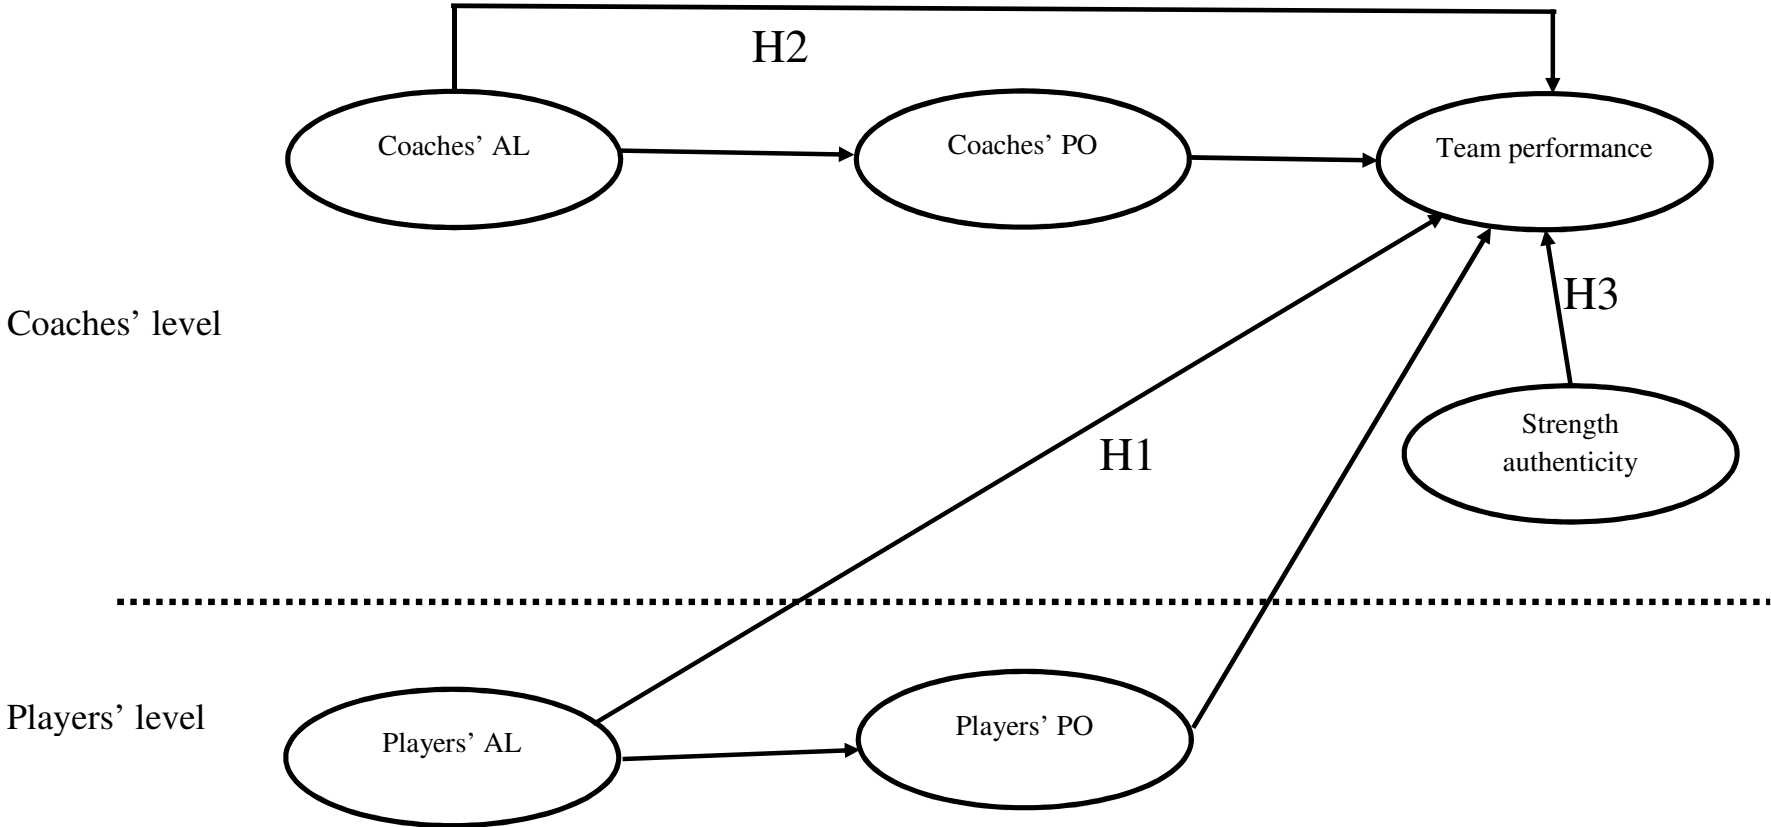 H2
Coaches’ AL
Coaches’ PO
Team performance
H3
Coaches’ level
Strength
authenticity
H1
Players’ level
Players’ AL
Players’ PO